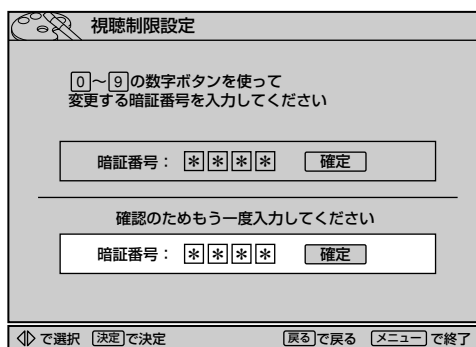 視聴制限設定
0～9の数字ボタンを使って
変更する暗証番号を入力してください
暗証番号： ＊＊＊＊ 確定
確認のためもう一度入力してください
暗証番号： ＊＊＊＊ 確定
で選択 決定で決定 戻るで戻る メニューで終了